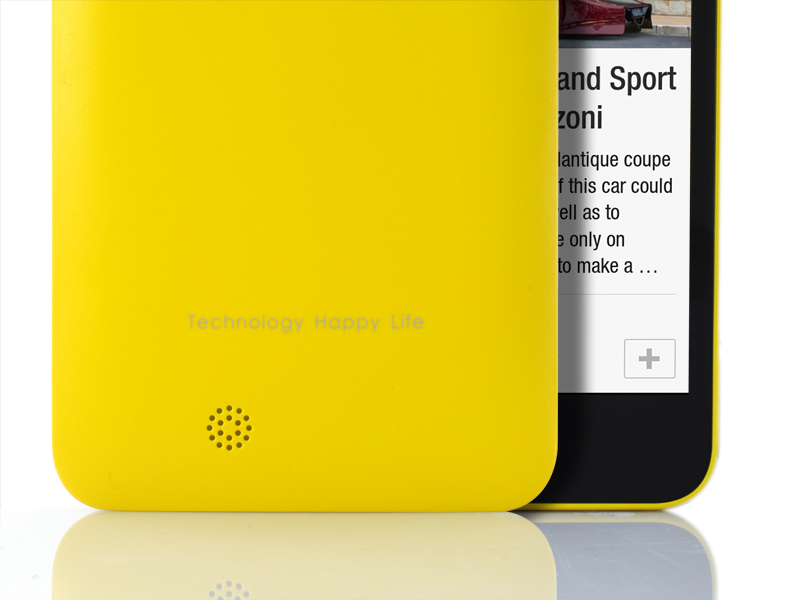 Technology Happy Life
and Sport
zoni
lantique coupe
f this car could
ell as to
e only on
to make a ...